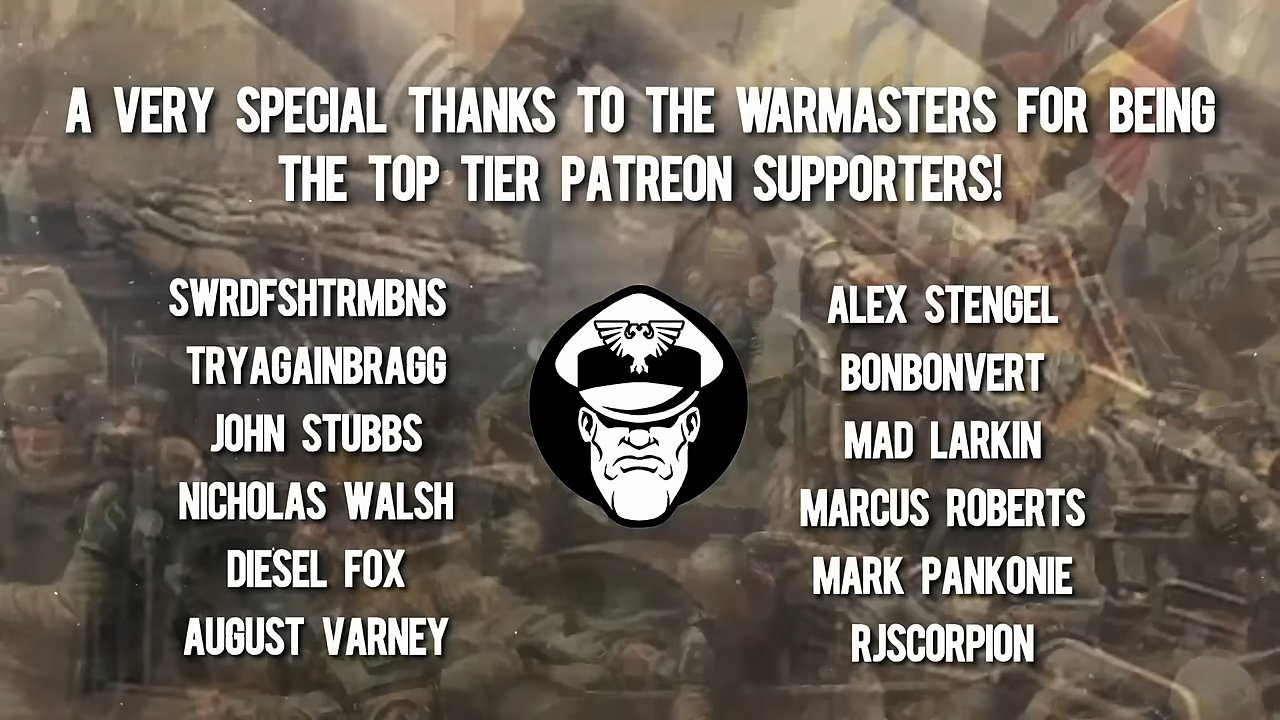 A VERY SPECIAL THANKS TO THE WARMASTERS FOR BEING
THE TOP TIER PATREON SUPPORTERS!
SWRDFSHTRMBNS
TRYAGAINBRAGG
JOHN STUBBS
NICHOLAS WALSH
DIESEL FOX
AUGUST VARNEY
ALEX STENGEL
BONBONVERT
MAD LARKIN
MARCUS ROBERTS
MARK PANKONIE
RJSCORPION